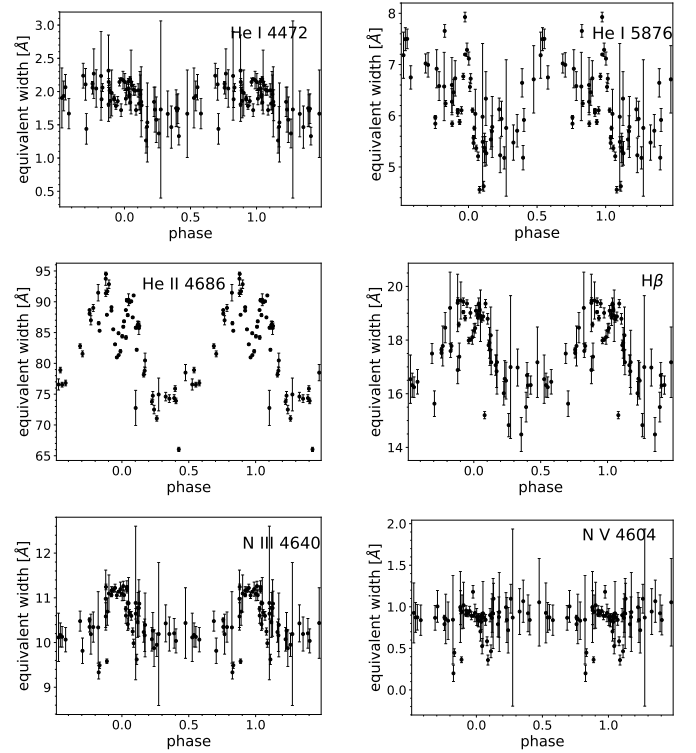 He I 4472
equivalent width [Å]
3.0
2.5
2.0
1.5
1.0
0.5
0.0
1.0
phase
He I 5876
equivalent width [Å]
8
7
6
5
0.0
0.5
1.0
phase
He II 4686
equivalent width [Å]
95
90
85
80
75
70
65
0.0
0.5
1.0
phase
Hβ
equivalent width [Å]
20
18
16
14
0.0
0.5
1.0
phase
N III 4640
equivalent width [Å]
12
11
10
9
0.0
0.5
1.0
phase
N V 4604
equivalent width [Å]
2.0
1.5
1.0
0.5
0.0
0.0
0.5
1.0
phase